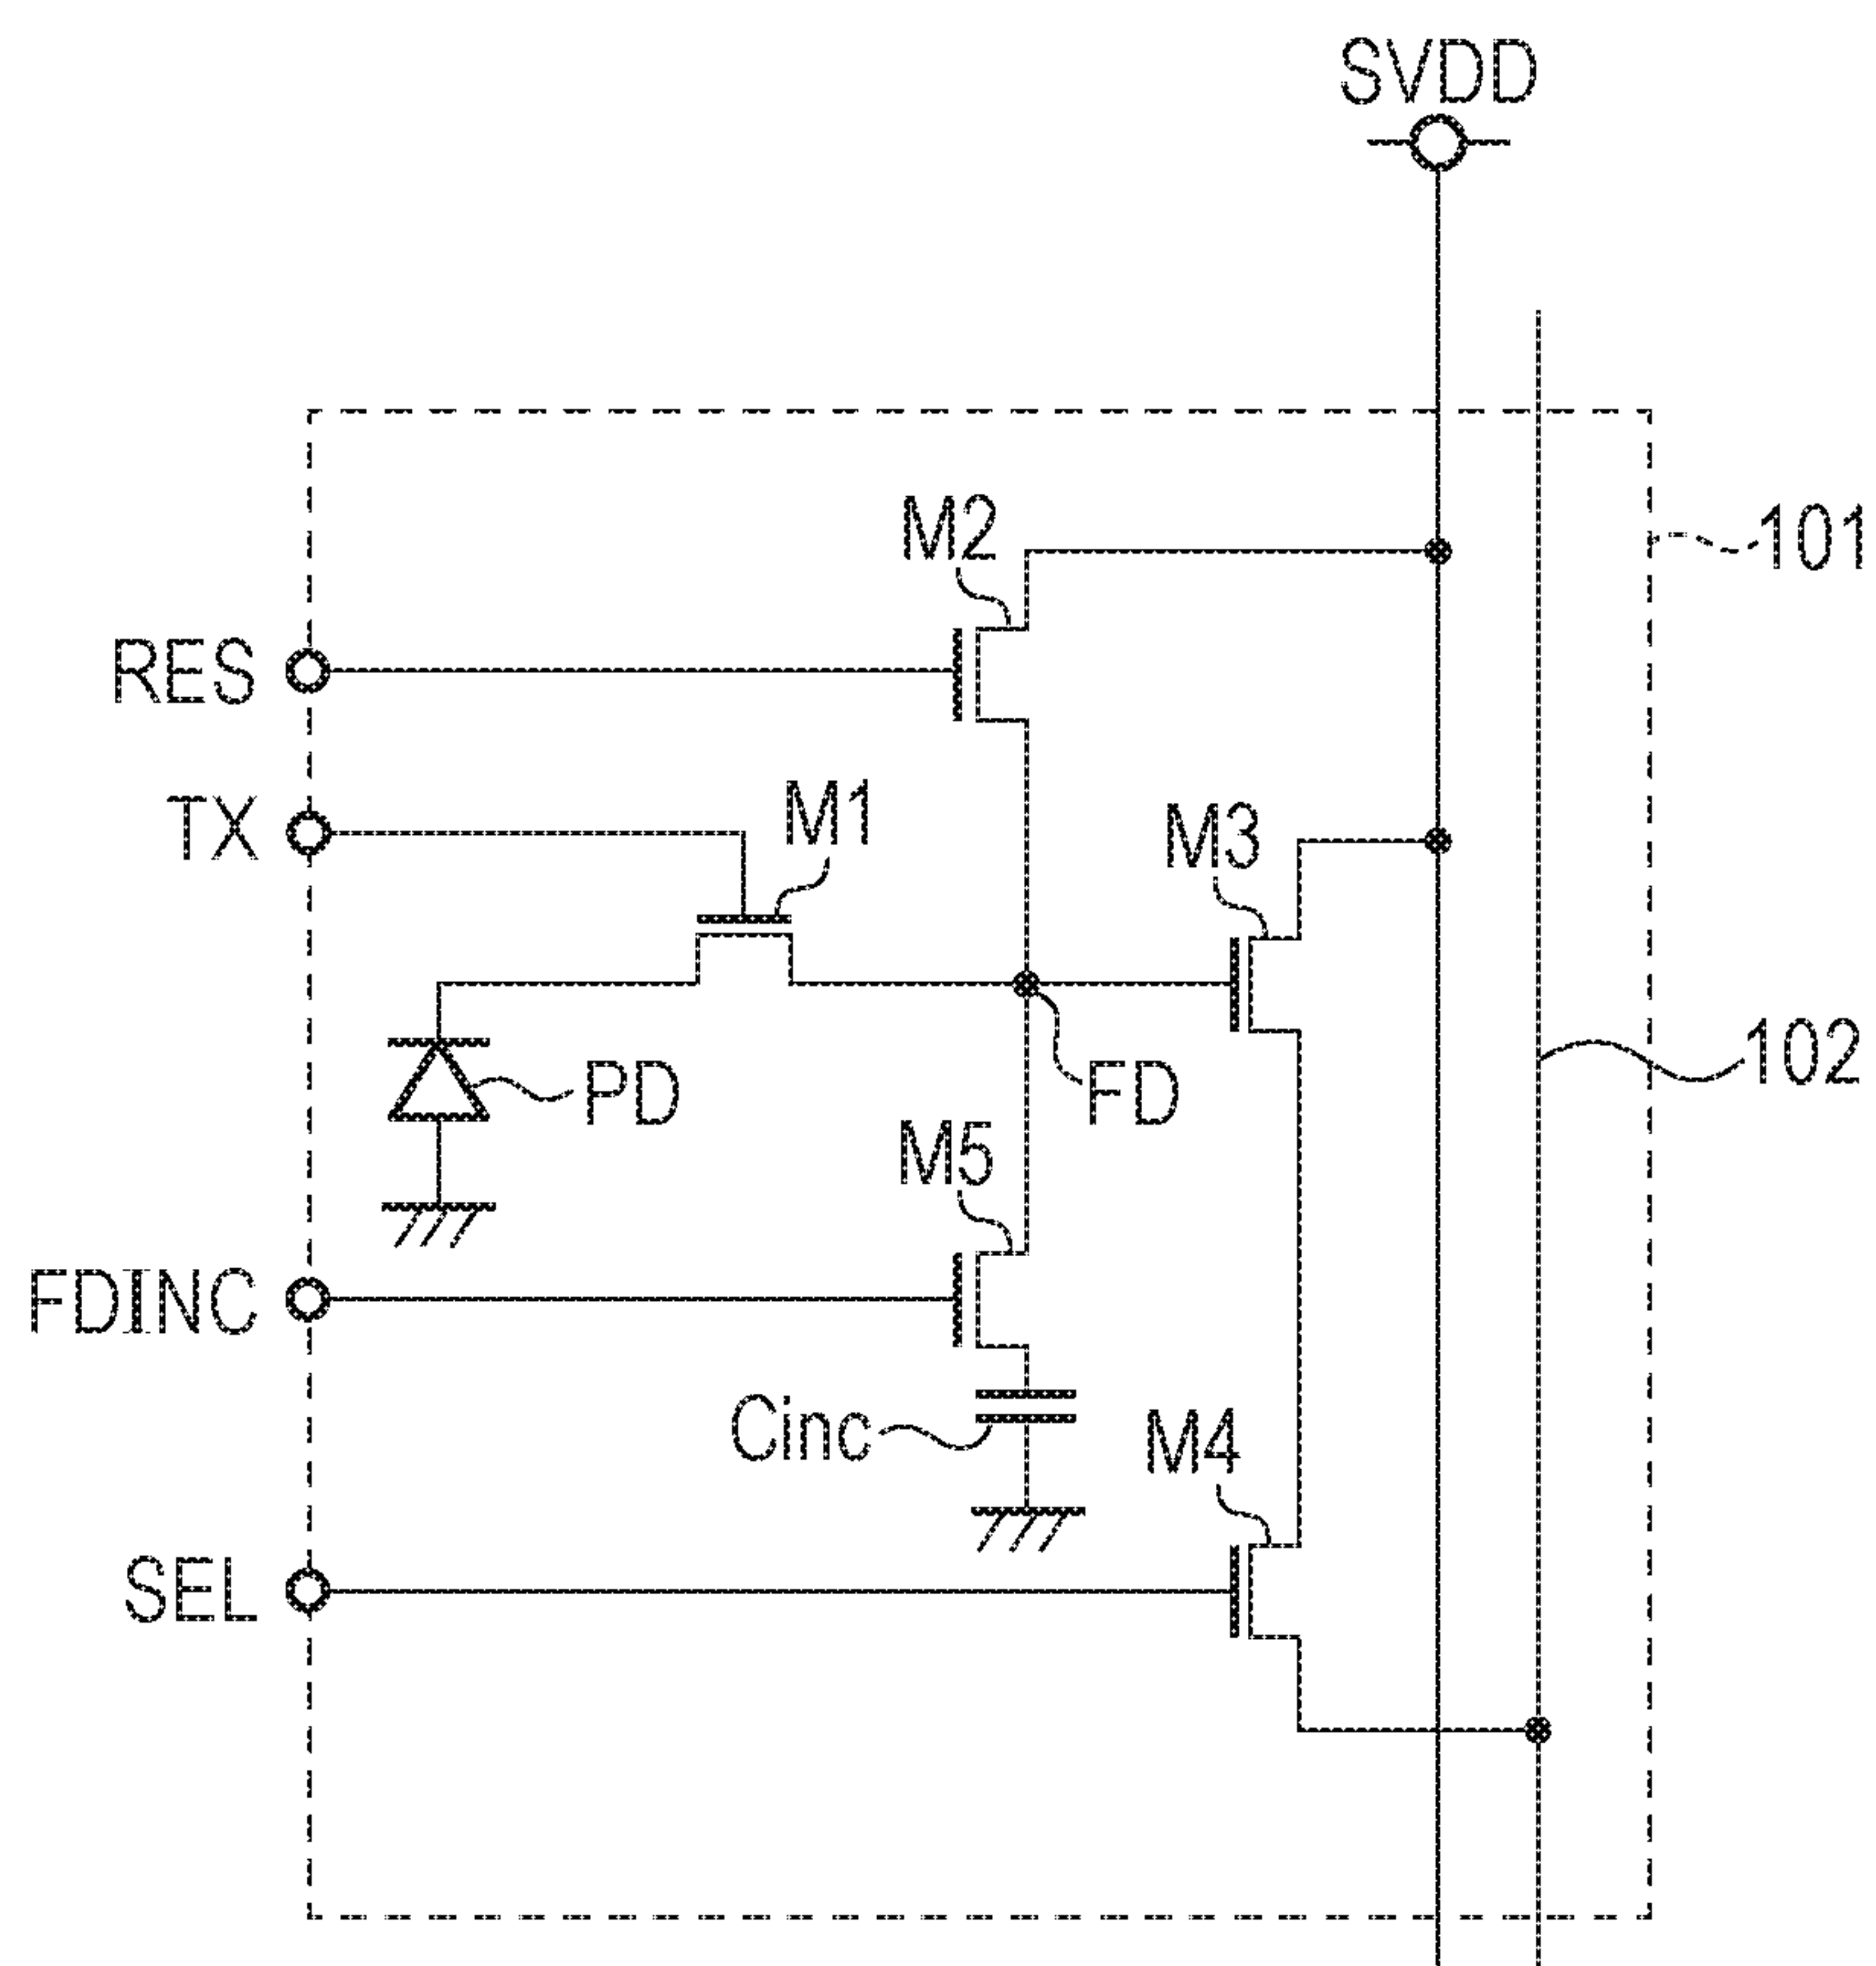 SVDD
M2
101
RES
TX
M1
M3
PD
FD
102
M5
FDINC
Cinc
M4
SEL